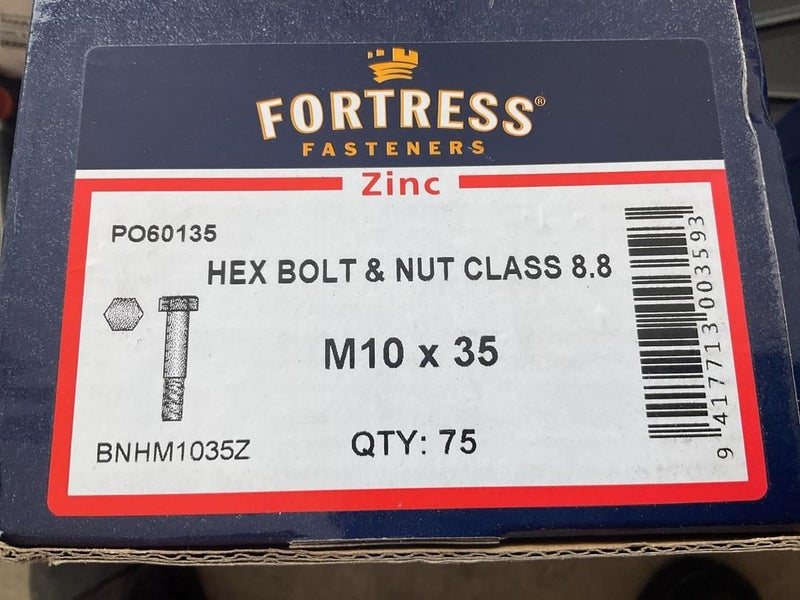 FORTRESS®
FASTENERS
Zinc
PO60135
HEX BOLT & NUT CLASS 8.8
M10 x 35
BNHM1035Z
QTY: 75
9 417713 003593